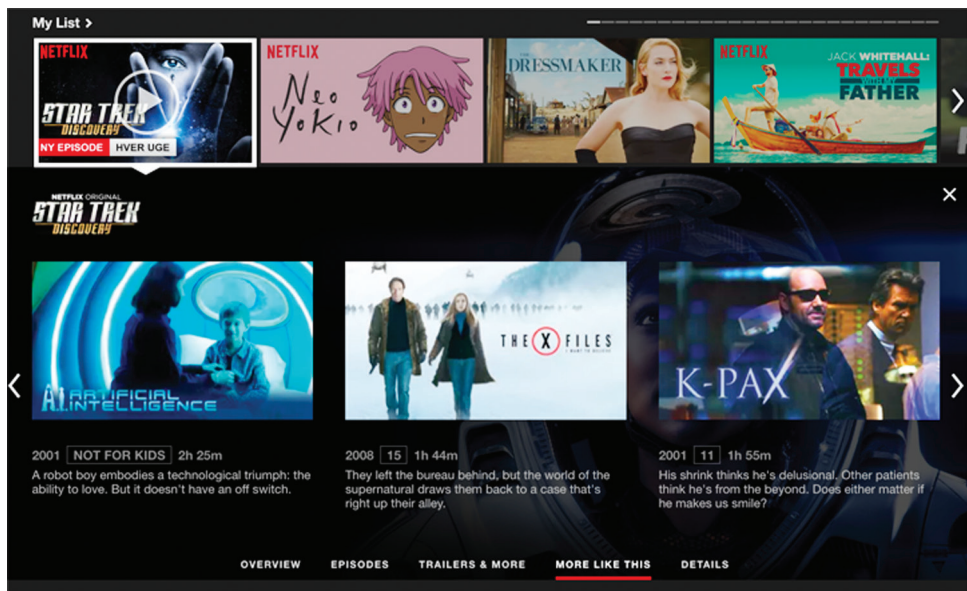 My List >
NETFLIX
STAR TREK
DISCOVERY
NY EPISODE HVER UGE
NETFLIX
Neo
Yokio
THE
DRESSMAKER
NETFLIX
JACK WHITEHALL:
TRAVELS
WITH MY
FATHER
NETFLIX ORIGINAL
STAR TREK
DISCOVERY
A.I. ARTIFICIAL
INTELLIGENCE
THE X FILES
I WANT TO BELIEVE
K-PAX
2001 NOT FOR KIDS 2h 25m
A robot boy embodies a technological triumph: the
ability to love. But it doesn't have an off switch.
2008 15 1h 44m
They left the bureau behind, but the world of the
supernatural draws them back to a case that's
right up their alley.
2001 11 1h 55m
His shrink thinks he's delusional. Other patients
think he's from the beyond. Does either matter if
he makes us smile?
OVERVIEW EPISODES TRAILERS & MORE MORE LIKE THIS DETAILS